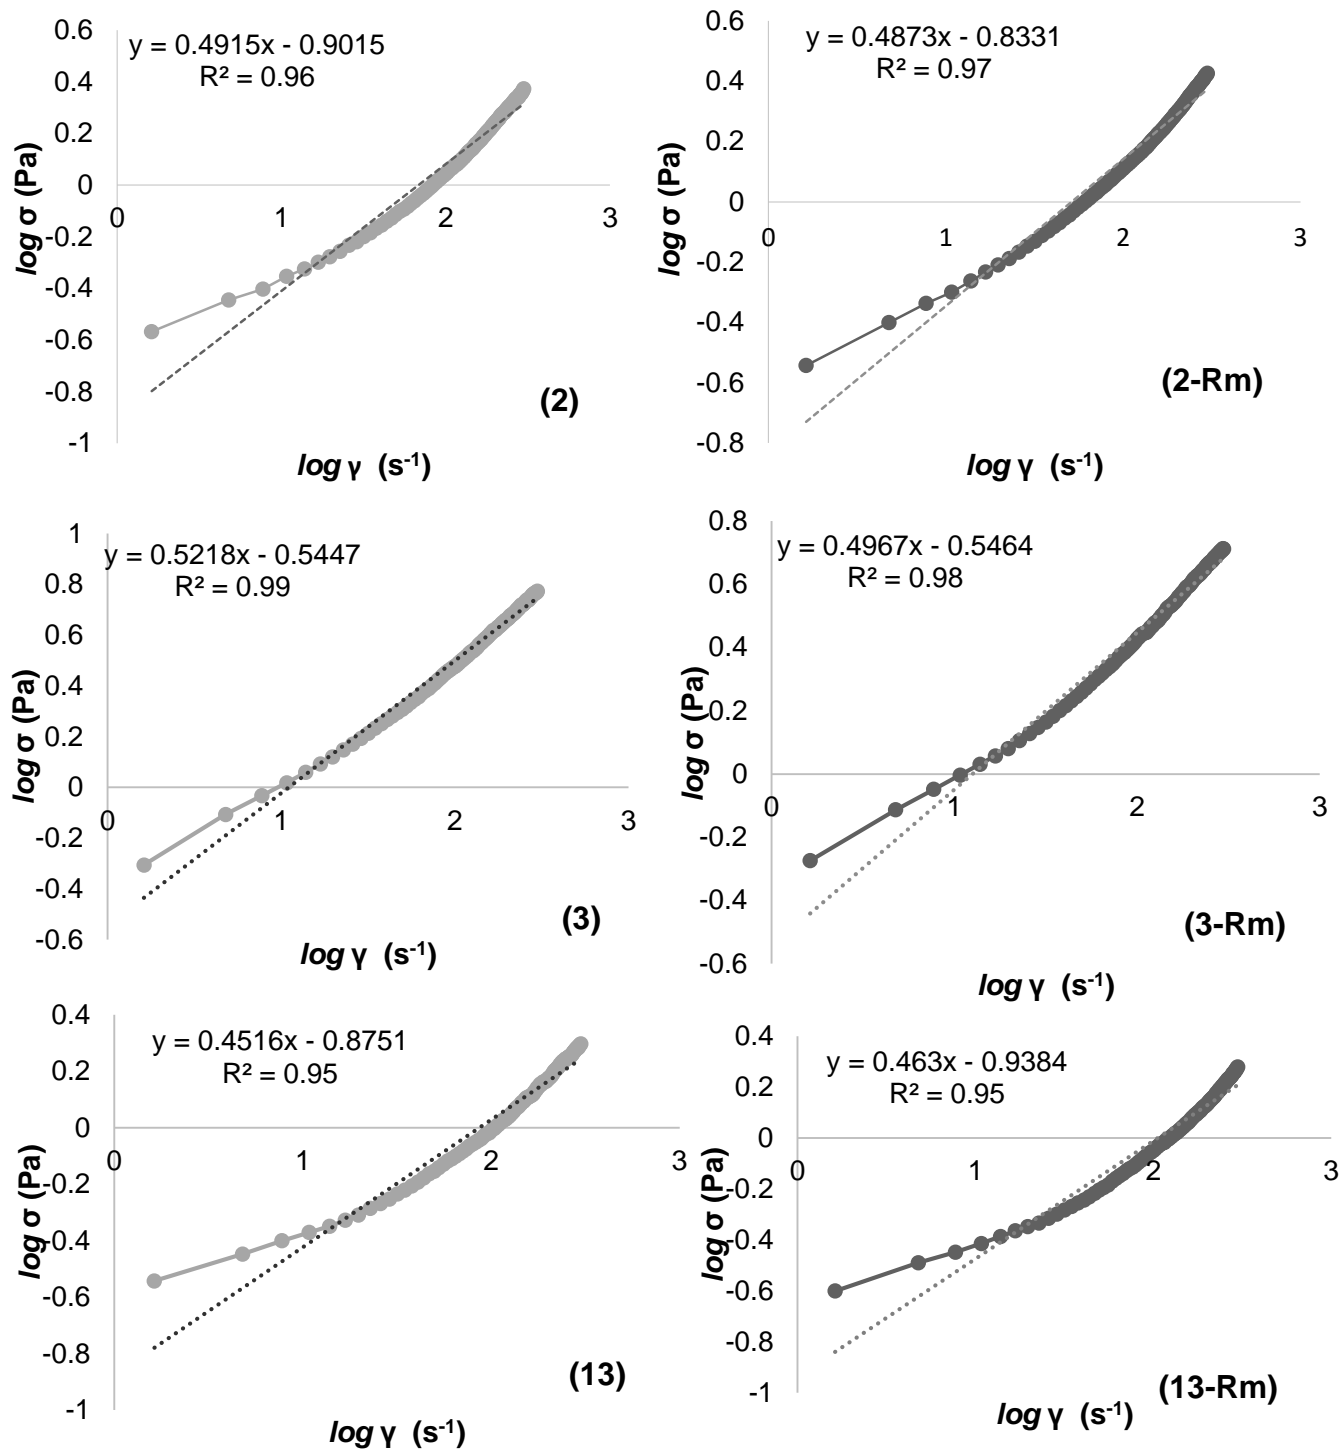 y = 0.4915x - 0.9015
R² = 0.96
0.6
0.4
0.2
0
-0.2
-0.4
-0.6
-0.8
-1
0 1 2 3
log σ (Pa)
log γ (s-1)
(2)
y = 0.4873x - 0.8331
R² = 0.97
0.6
0.4
0.2
0
-0.2
-0.4
-0.6
-0.8
0 1 2 3
log σ (Pa)
log γ (s-1)
(2-Rm)
y = 0.5218x - 0.5447
R² = 0.99
1
0.8
0.6
0.4
0.2
0
-0.2
-0.4
-0.6
0 1 2 3
log σ (Pa)
log γ (s-1)
(3)
y = 0.4967x - 0.5464
R² = 0.98
0.8
0.6
0.4
0.2
0
-0.2
-0.4
-0.6
0 1 2 3
log σ (Pa)
log γ (s-1)
(3-Rm)
y = 0.4516x - 0.8751
R² = 0.95
0.4
0.2
0
-0.2
-0.4
-0.6
-0.8
-1
0 1 2 3
log σ (Pa)
log γ (s-1)
(13)
y = 0.463x - 0.9384
R² = 0.95
0.4
0.2
0
-0.2
-0.4
-0.6
-0.8
-1
0 1 2 3
log σ (Pa)
log γ (s-1)
(13-Rm)